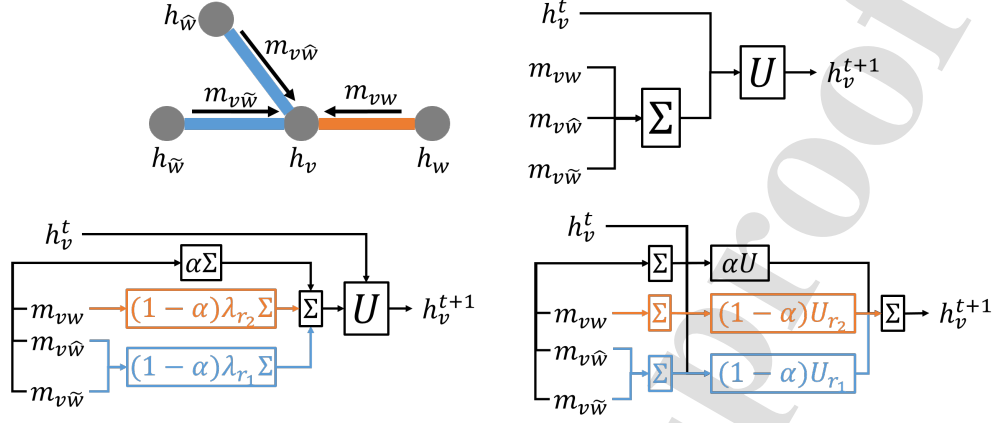 h_ŵ
m_vŵ
m_vw̃
m_vw
h_w̃
h_v
h_w
h_v^t
m_vw
m_vŵ
m_vw̃
Σ
U
h_v^{t+1}
h_v^t
αΣ
m_vw
(1 − α)λ_{r_2}Σ
Σ
U
h_v^{t+1}
m_vŵ
(1 − α)λ_{r_1}Σ
m_vw̃
h_v^t
Σ
αU
m_vw
Σ
(1 − α)U_{r_2}
Σ
h_v^{t+1}
m_vŵ
Σ
(1 − α)U_{r_1}
m_vw̃
proof